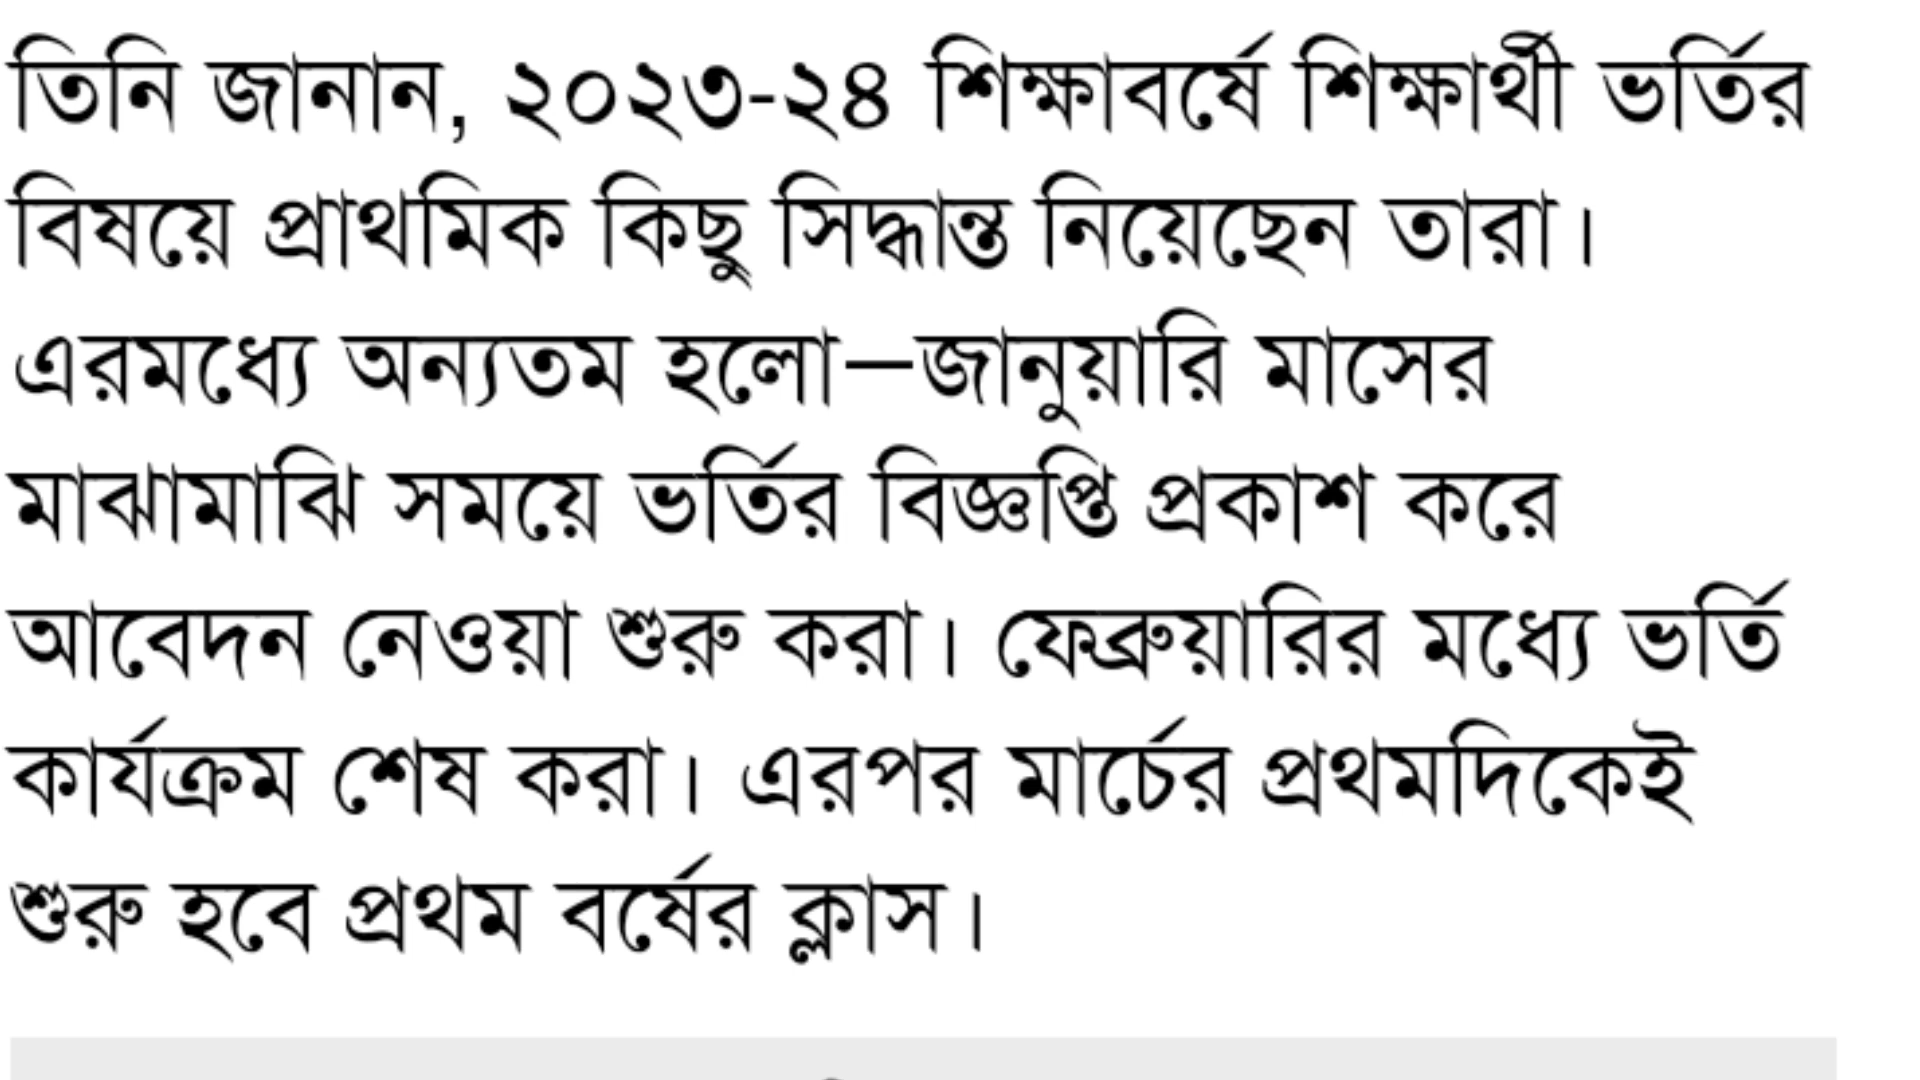 তিনি জানান, ২০২৩-২৪ শিক্ষাবর্ষে শিক্ষার্থী ভর্তির
বিষয়ে প্রাথমিক কিছু সিদ্ধান্ত নিয়েছেন তারা।
এরমধ্যে অন্যতম হলো—জানুয়ারি মাসের
মাঝামাঝি সময়ে ভর্তির বিজ্ঞপ্তি প্রকাশ করে
আবেদন নেওয়া শুরু করা। ফেব্রুয়ারির মধ্যে ভর্তি
কার্যক্রম শেষ করা। এরপর মার্চের প্রথমদিকেই
শুরু হবে প্রথম বর্ষের ক্লাস।